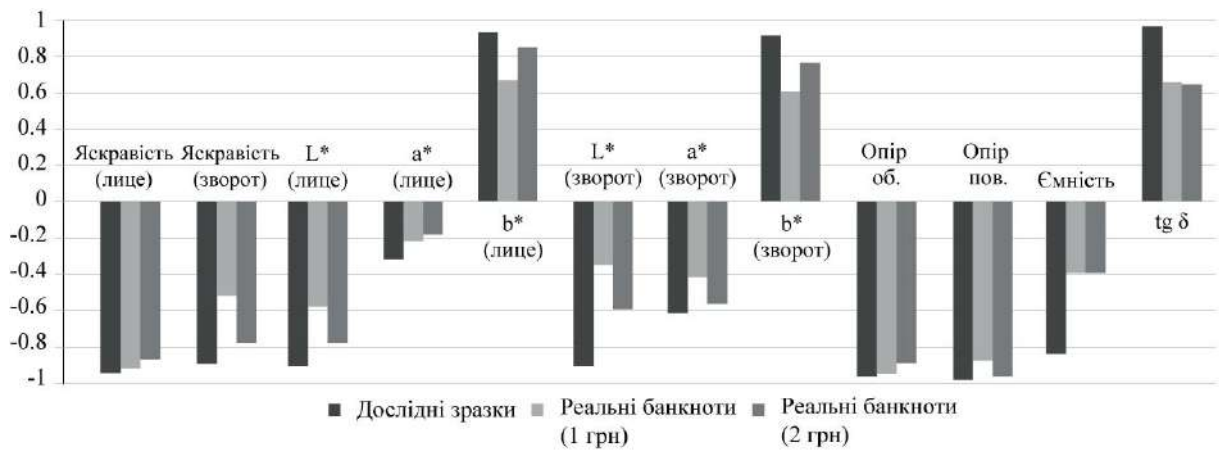 1
0.8
0.6
0.4
0.2
0
-0.2
-0.4
-0.6
-0.8
-1
Яскравість
(лице)
Яскравість
(зворот)
L*
(лице)
a*
(лице)
b*
(лице)
L*
(зворот)
a*
(зворот)
b*
(зворот)
Опір
об.
Опір
пов.
Ємність
tg δ
Дослідні зразки
Реальні банкноти
(1 грн)
Реальні банкноти
(2 грн)